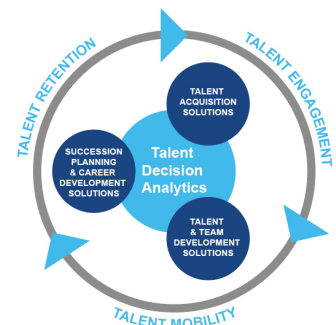 TALENT RETENTION
TALENT ENGAGEMENT
TALENT
ACQUISITION
SOLUTIONS
SUCCESSION
PLANNING
& CAREER
DEVELOPMENT
SOLUTIONS
Talent
Decision
Analytics
TALENT
& TEAM
DEVELOPMENT
SOLUTIONS
TALENT MOBILITY